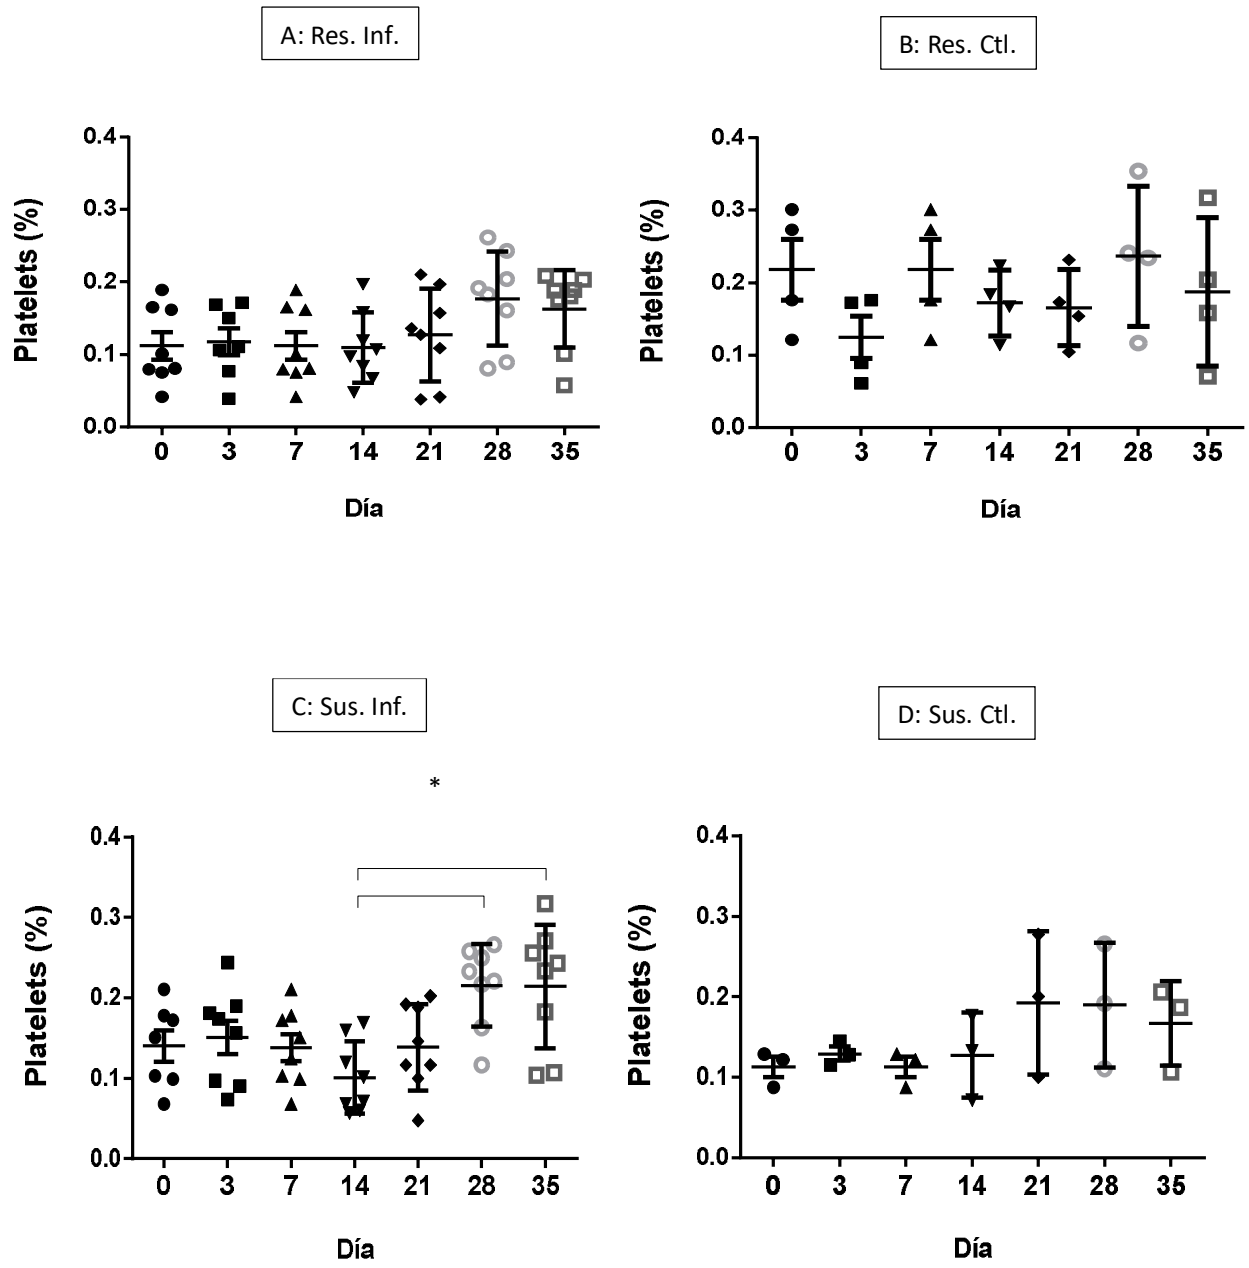 A: Res. Inf.
B: Res. Ctl.
0.4
0.3
0.2
0.1
0.0
Platelets (%)
0 3 7 14 21 28 35
Día
0.4
0.3
0.2
0.1
0.0
Platelets (%)
0 3 7 14 21 28 35
Día
C: Sus. Inf.
D: Sus. Ctl.
*
0.4
0.3
0.2
0.1
0.0
Platelets (%)
0 3 7 14 21 28 35
Día
0.4
0.3
0.2
0.1
0.0
Platelets (%)
0 3 7 14 21 28 35
Día